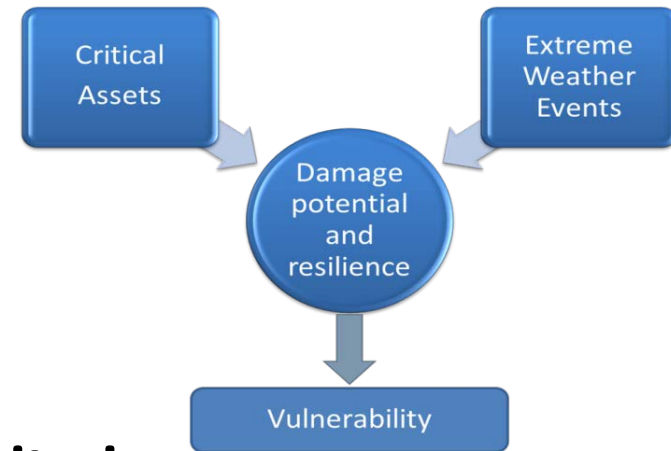 Critical
Assets
Extreme
Weather
Events
Damage
potential
and
resilience
Vulnerability